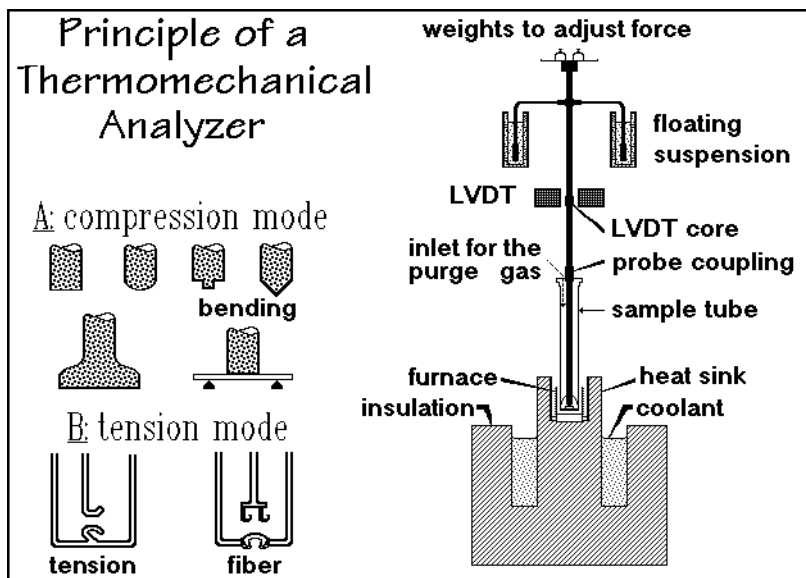 Principle of a
Thermomechanical
Analyzer
A: compression mode
bending
B: tension mode
tension
fiber
weights to adjust force
floating
suspension
LVDT
LVDT core
inlet for the
purge gas
probe coupling
sample tube
furnace
heat sink
insulation
coolant